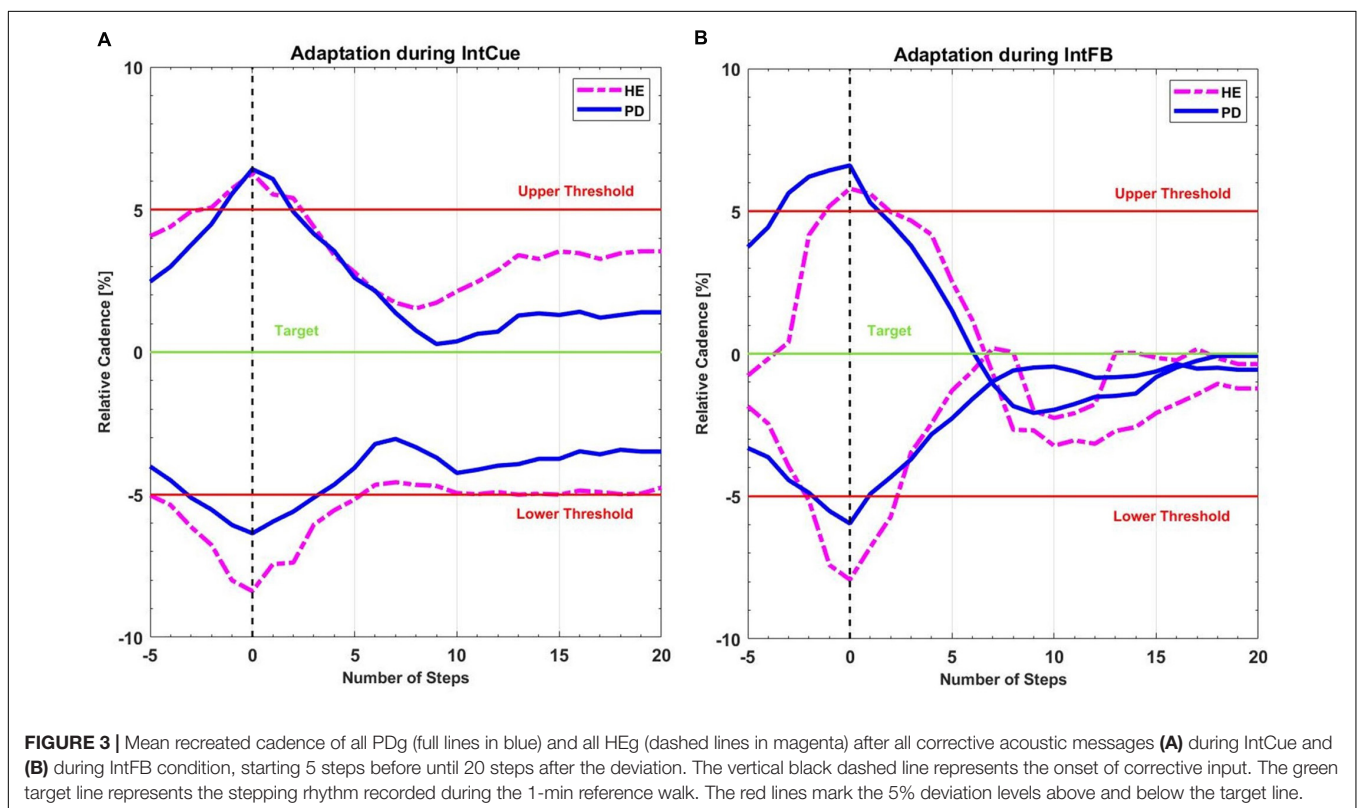 A
Adaptation during IntCue
10
5
0
-5
-10
-5
0
5
10
15
20
Relative Cadence [%]
Number of Steps
HE
PD
Upper Threshold
Target
Lower Threshold
B
Adaptation during IntFB
10
5
0
-5
-10
-5
0
5
10
15
20
Relative Cadence [%]
Number of Steps
HE
PD
Upper Threshold
Target
Lower Threshold
FIGURE 3 | Mean recreated cadence of all PDg (full lines in blue) and all HEg (dashed lines in magenta) after all corrective acoustic messages (A) during IntCue and
(B) during IntFB condition, starting 5 steps before until 20 steps after the deviation. The vertical black dashed line represents the onset of corrective input. The green
target line represents the stepping rhythm recorded during the 1-min reference walk. The red lines mark the 5% deviation levels above and below the target line.